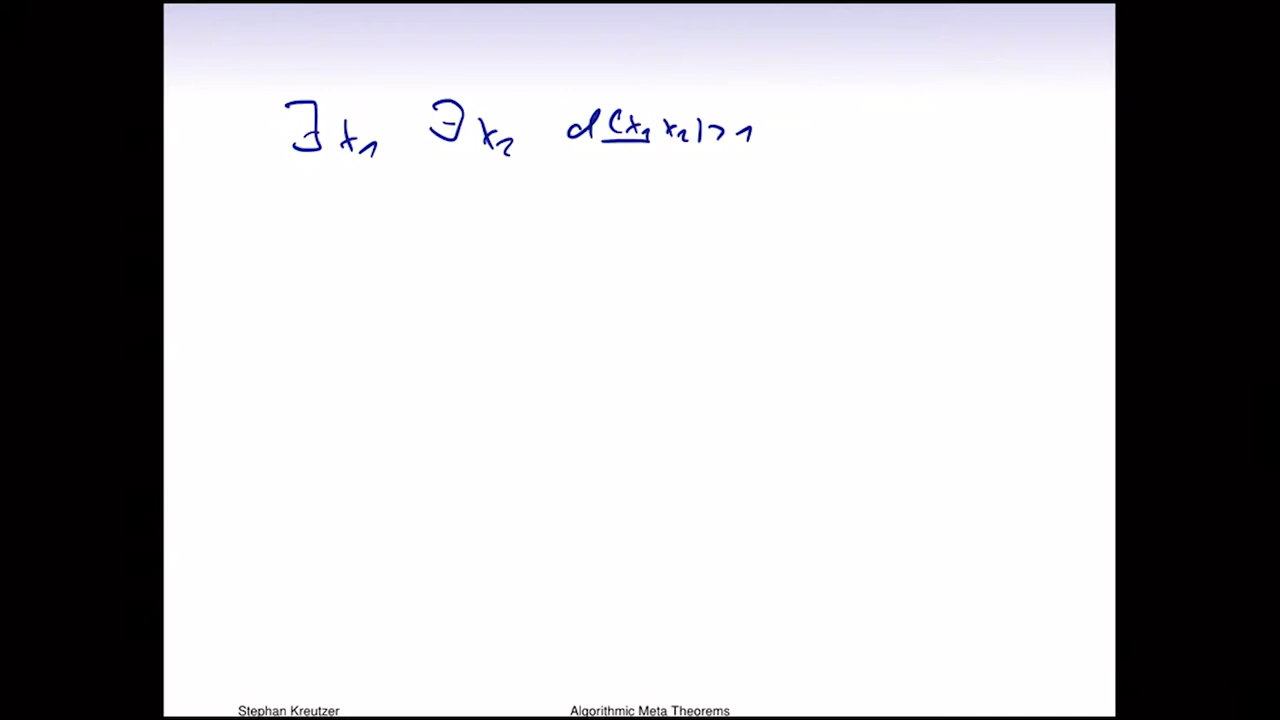 ∃x₁ ∃x₂ d(x₁ x₂)>1
Stephan Kreutzer Algorithmic Meta Theorems